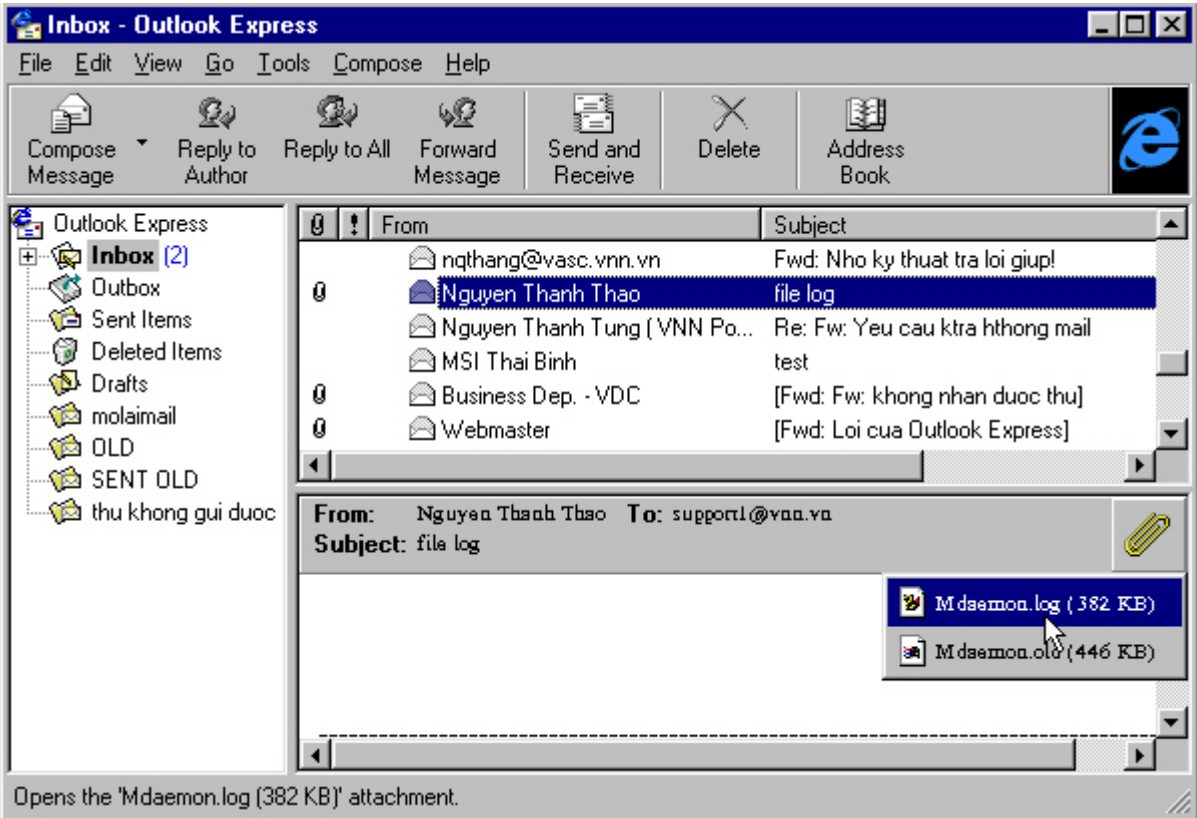 Inbox - Outlook Express
File Edit View Go Tools Compose Help
Compose Message Reply to Author Reply to All Forward Message Send and Receive Delete Address Book
Outlook Express
Inbox (2)
Outbox
Sent Items
Deleted Items
Drafts
molaimail
OLD
SENT OLD
thu khong gui duoc
! From Subject
nqthang@vasc.vnn.vn Fwd: Nho ky thuat tra loi giup!
Nguyen Thanh Thao file log
Nguyen Thanh Tung ( VNN Po... Re: Fw: Yeu cau ktra hthong mail
MSI Thai Binh test
Business Dep. - VDC [Fwd: Fw: khong nhan duoc thu]
Webmaster [Fwd: Loi cua Outlook Express]
From: Nguyen Thanh Thao To: support1@vnn.vn
Subject: file log
Mdaemon.log (382 KB)
Mdaemon.old (446 KB)
Opens the 'Mdaemon.log (382 KB)' attachment.